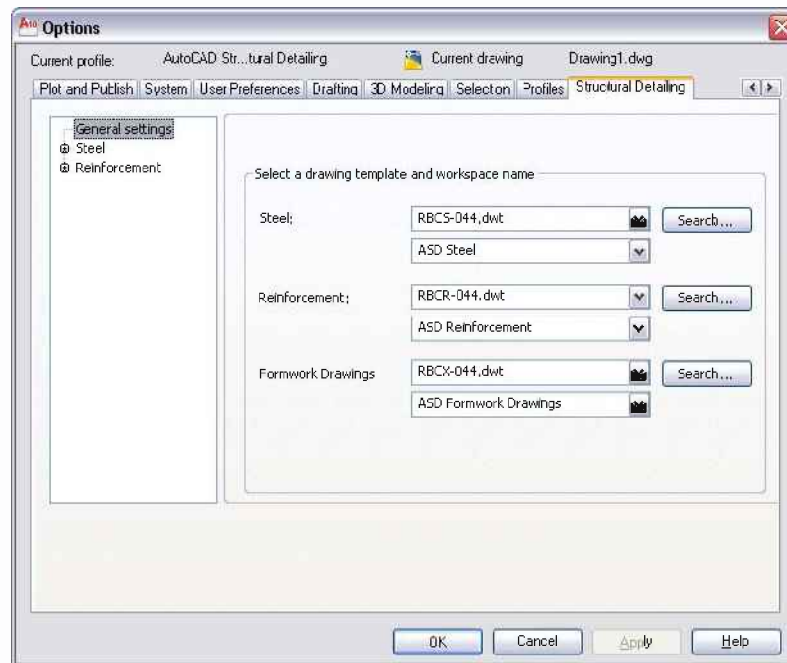 A10 Options
Current profile: AutoCAD Str...tural Detailing Current drawing Drawing1.dwg
Plot and Publish System User Preferences Drafting 3D Modeling Selection Profiles Structural Detailing
General settings
Steel
Reinforcement
Select a drawing template and workspace name
Steel: RBCS-044.dwt Search...
ASD Steel
Reinforcement: RBCR-044.dwt Search...
ASD Reinforcement
Formwork Drawings RBCX-044.dwt Search...
ASD Formwork Drawings
OK Cancel Apply Help